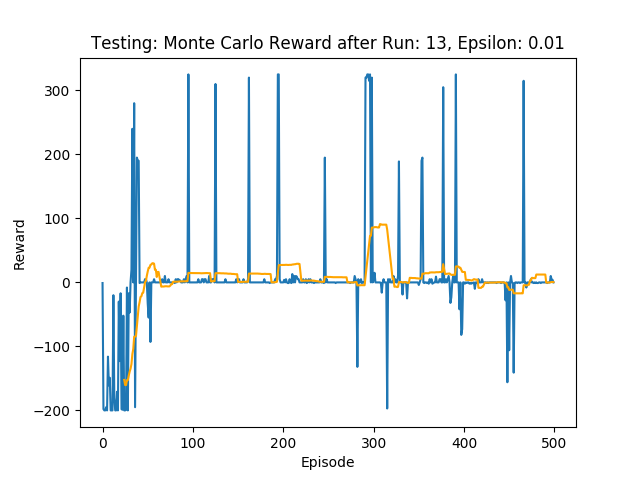 Testing: Monte Carlo Reward after Run: 13, Epsilon: 0.01
300
200
100
0
−100
−200
Reward
0 100 200 300 400 500
Episode